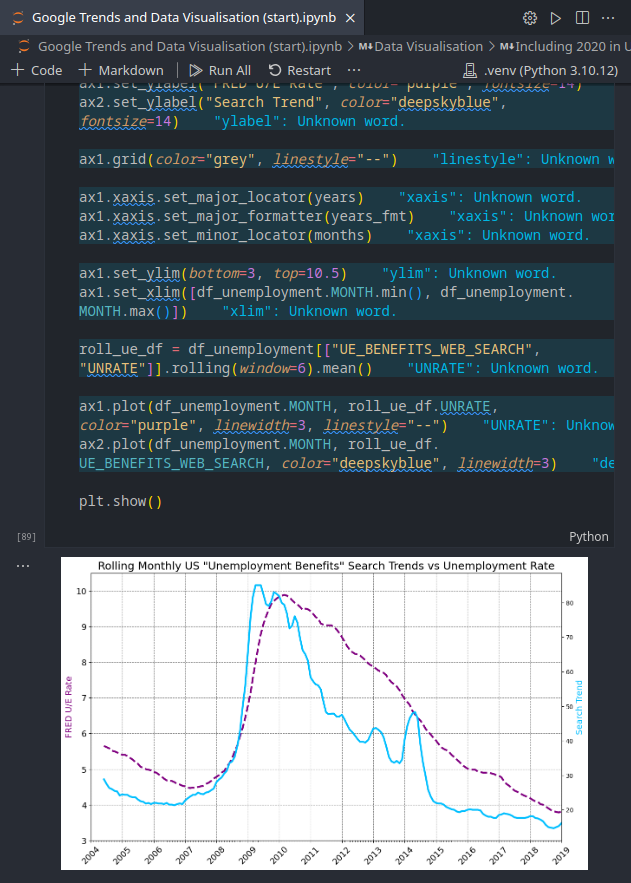 Google Trends and Data Visualisation (start).ipynb ×
Google Trends and Data Visualisation (start).ipynb > M↓Data Visualisation > M↓Including 2020 in U
+ Code + Markdown | Run All Restart ··· .venv (Python 3.10.12)
ax1.set_ylabel("FRED U/E Rate", color="purple", fontsize=14)
ax2.set_ylabel("Search Trend", color="deepskyblue",
fontsize=14) "ylabel": Unknown word.
ax1.grid(color="grey", linestyle="--") "linestyle": Unknown w
ax1.xaxis.set_major_locator(years) "xaxis": Unknown word.
ax1.xaxis.set_major_formatter(years_fmt) "xaxis": Unknown wor
ax1.xaxis.set_minor_locator(months) "xaxis": Unknown word.
ax1.set_ylim(bottom=3, top=10.5) "ylim": Unknown word.
ax1.set_xlim([df_unemployment.MONTH.min(), df_unemployment.
MONTH.max()]) "xlim": Unknown word.
roll_ue_df = df_unemployment[["UE_BENEFITS_WEB_SEARCH",
"UNRATE"]].rolling(window=6).mean() "UNRATE": Unknown word.
ax1.plot(df_unemployment.MONTH, roll_ue_df.UNRATE,
color="purple", linewidth=3, linestyle="--") "UNRATE": Unknow
ax2.plot(df_unemployment.MONTH, roll_ue_df.
UE_BENEFITS_WEB_SEARCH, color="deepskyblue", linewidth=3) "de
plt.show()
[89] Python
···
Rolling Monthly US "Unemployment Benefits" Search Trends vs Unemployment Rate
10
9
8
7
6
5
4
3
FRED U/E Rate
80
70
60
50
40
30
20
Search Trend
2004 2005 2006 2007 2008 2009 2010 2011 2012 2013 2014 2015 2016 2017 2018 2019